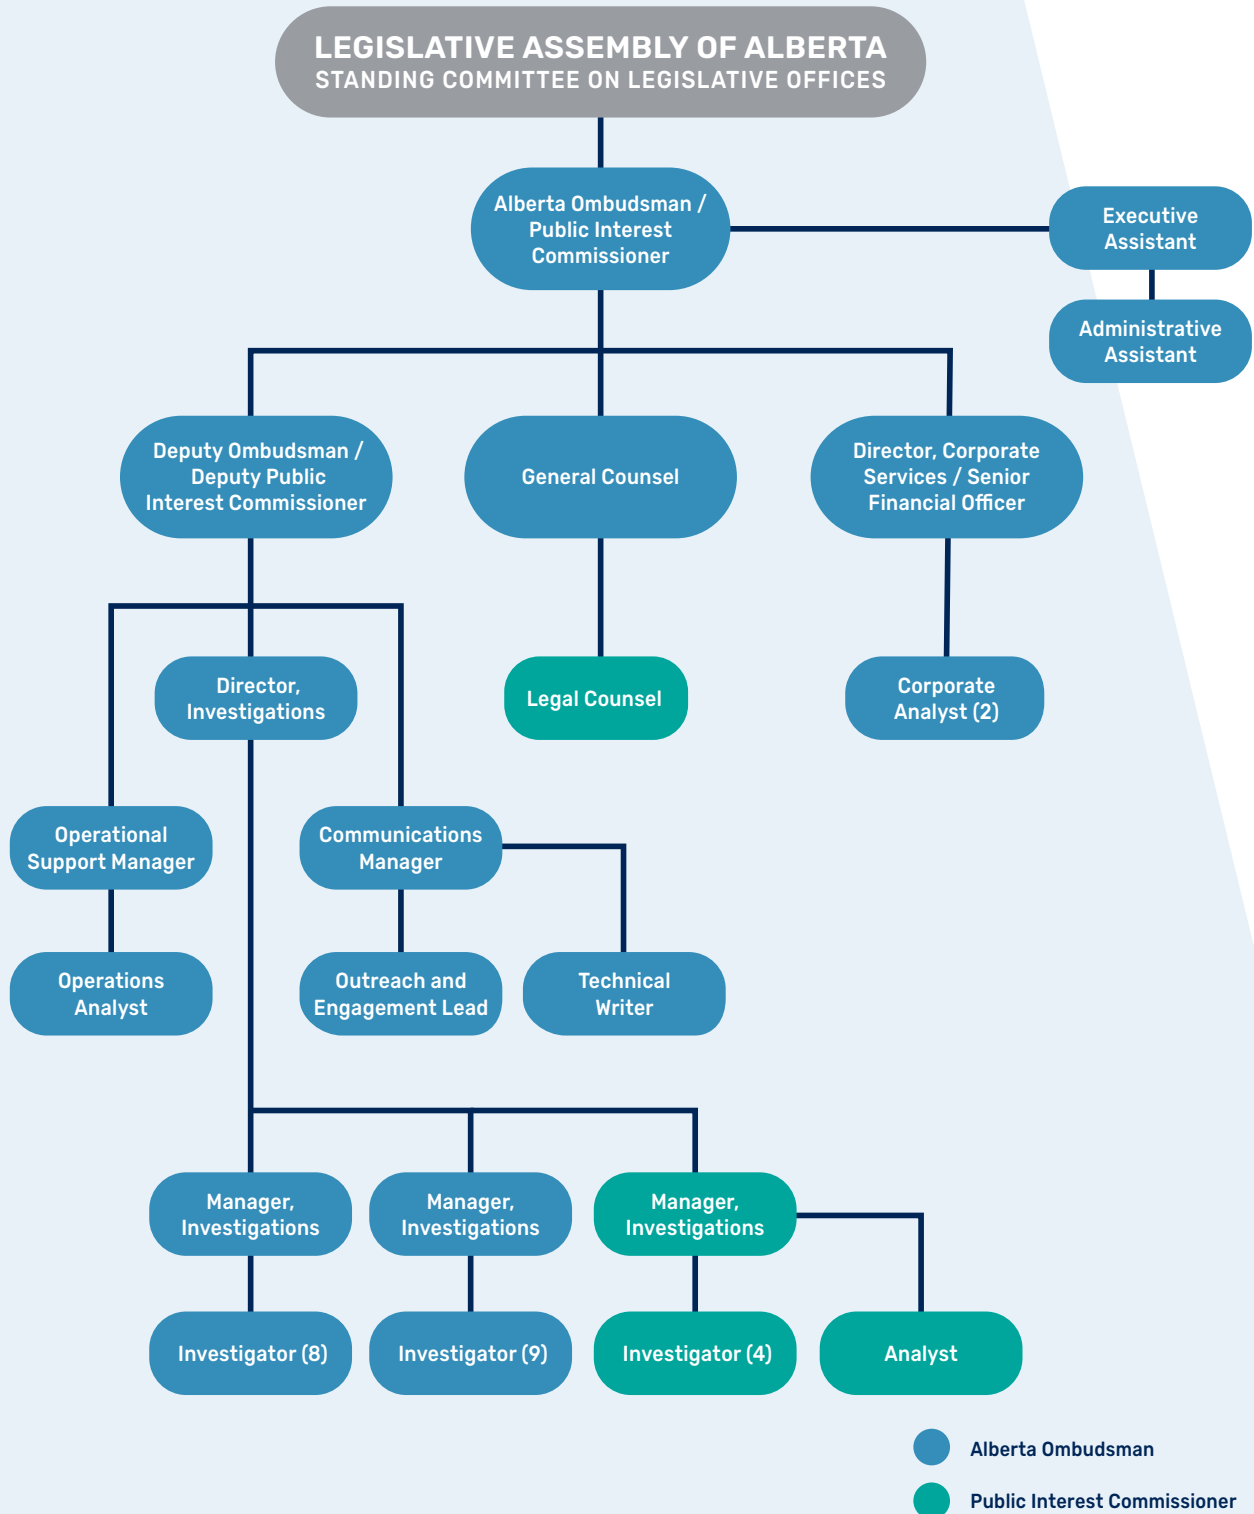 LEGISLATIVE ASSEMBLY OF ALBERTA
STANDING COMMITTEE ON LEGISLATIVE OFFICES
Alberta Ombudsman /
Public Interest
Commissioner
Executive
Assistant
Administrative
Assistant
Deputy Ombudsman /
Deputy Public
Interest Commissioner
General Counsel
Director, Corporate
Services / Senior
Financial Officer
Director,
Investigations
Legal Counsel
Corporate
Analyst (2)
Operational
Support Manager
Communications
Manager
Operations
Analyst
Outreach and
Engagement Lead
Technical
Writer
Manager,
Investigations
Manager,
Investigations
Manager,
Investigations
Investigator (8)
Investigator (9)
Investigator (4)
Analyst
Alberta Ombudsman
Public Interest Commissioner